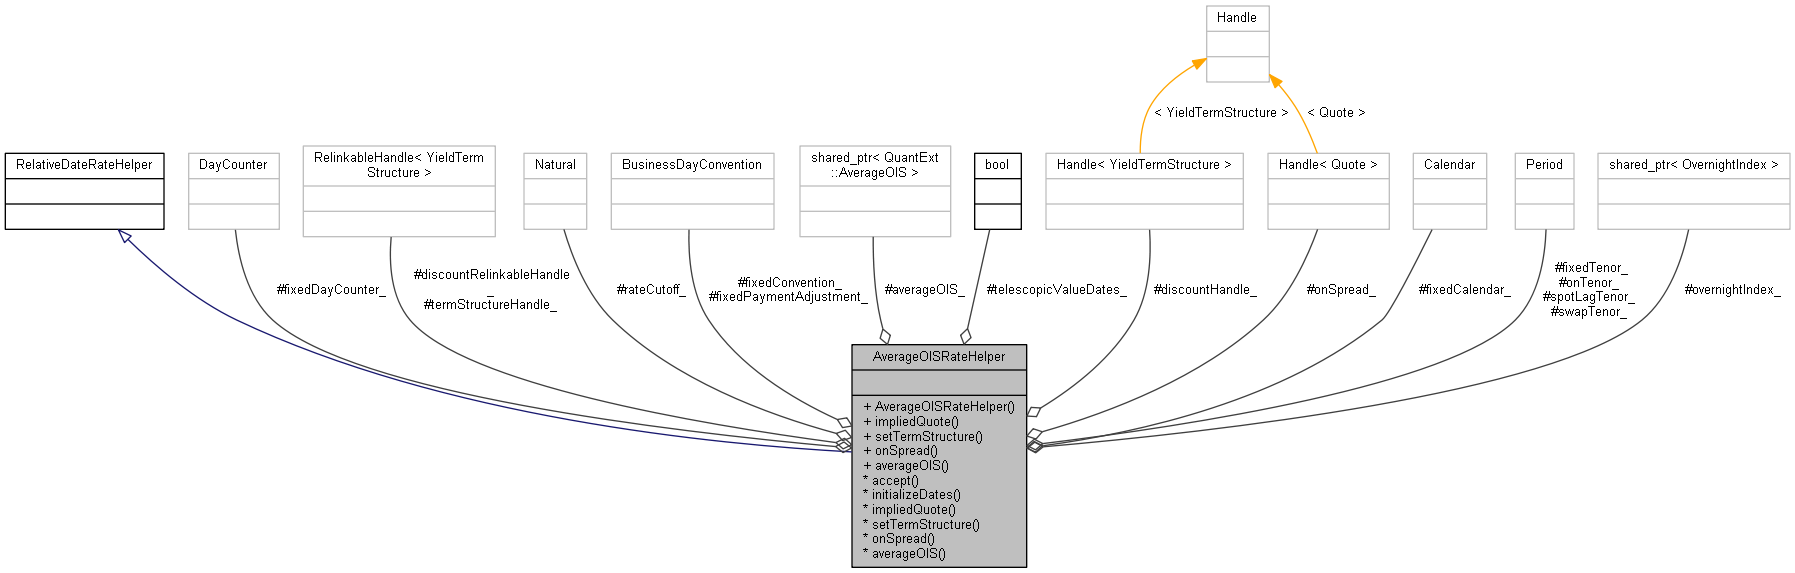 Handle
< YieldTermStructure >
< Quote >
RelativeDateRateHelper
DayCounter
RelinkableHandle< YieldTerm
Structure >
Natural
BusinessDayConvention
shared_ptr< QuantExt
::AverageOIS >
bool
Handle< YieldTermStructure >
Handle< Quote >
Calendar
Period
shared_ptr< OvernightIndex >
#fixedDayCounter_
#discountRelinkableHandle
_
#termStructureHandle_
#rateCutoff_
#fixedConvention_
#fixedPaymentAdjustment_
#averageOIS_
#telescopicValueDates_
#discountHandle_
#onSpread_
#fixedCalendar_
#fixedTenor_
#onTenor_
#spotLagTenor_
#swapTenor_
#overnightIndex_
AverageOISRateHelper
+ AverageOISRateHelper()
+ impliedQuote()
+ setTermStructure()
+ onSpread()
+ averageOIS()
* accept()
* initializeDates()
* impliedQuote()
* setTermStructure()
* onSpread()
* averageOIS()